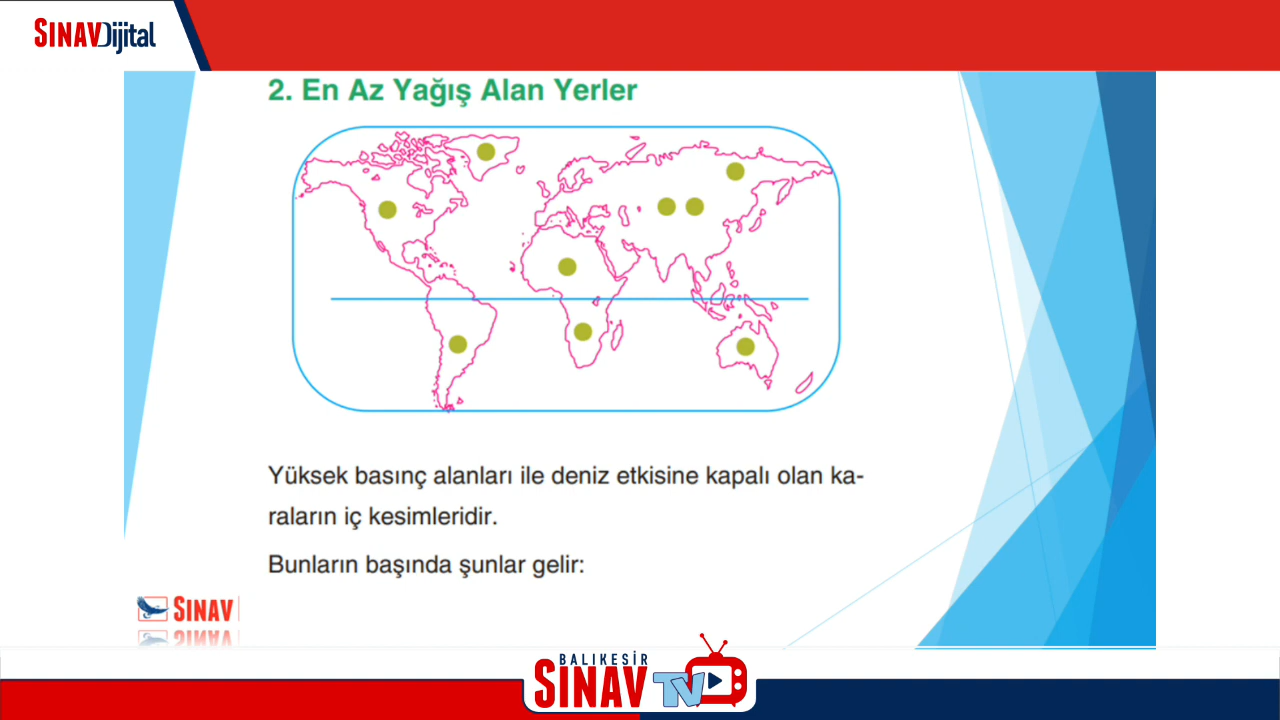 SINAVDijital
2. En Az Yağış Alan Yerler
Yüksek basınç alanları ile deniz etkisine kapalı olan ka-
raların iç kesimleridir.
Bunların başında şunlar gelir:
SINAV
BALIKESİR
SINAV TV